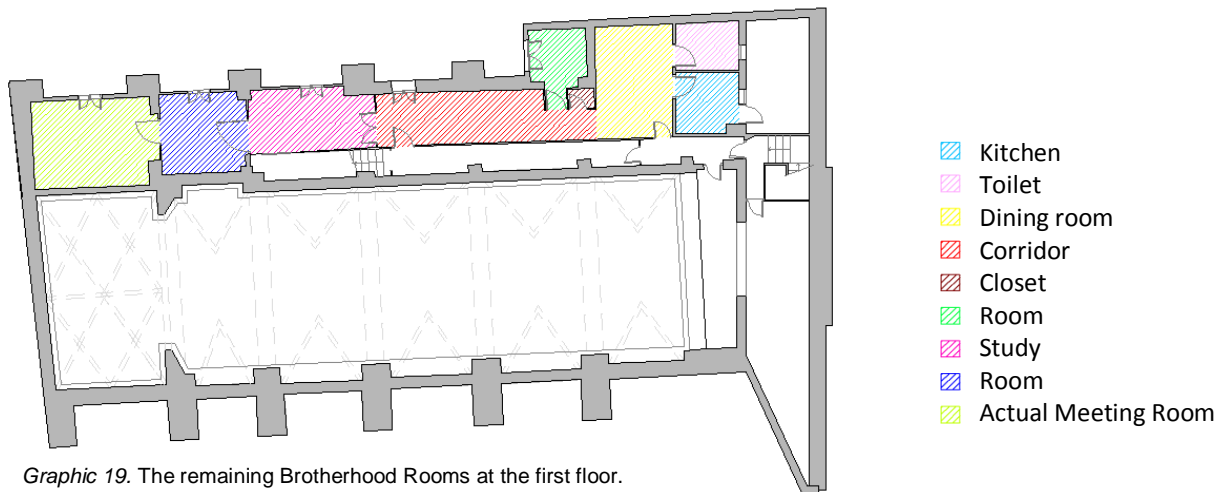 Kitchen
Toilet
Dining room
Corridor
Closet
Room
Study
Room
Actual Meeting Room
Graphic 19. The remaining Brotherhood Rooms at the first floor.